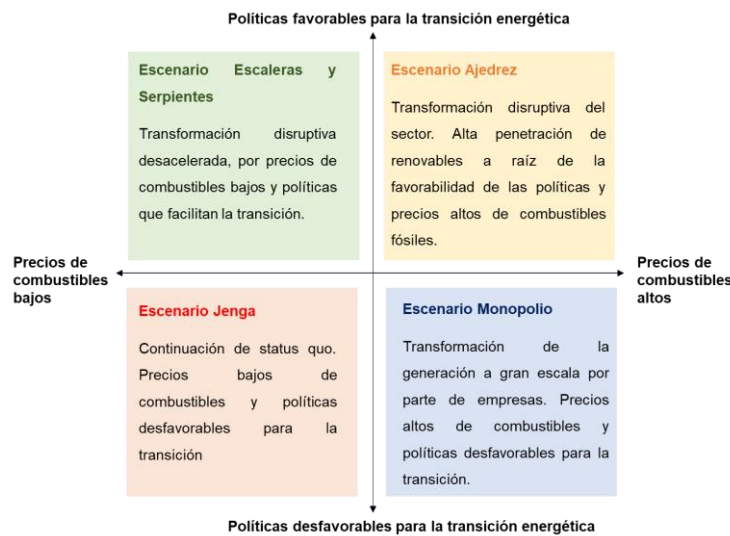 Políticas favorables para la transición energética
Escenario Escaleras y
Serpientes
Transformación disruptiva
desacelerada, por precios de
combustibles bajos y políticas
que facilitan la transición.
Escenario Ajedrez
Transformación disruptiva del
sector. Alta penetración de
renovables a raíz de la
favorabilidad de las políticas y
precios altos de combustibles
fósiles.
Precios de
combustibles
bajos
Precios de
combustibles
altos
Escenario Jenga
Continuación de status quo.
Precios bajos de
combustibles y políticas
desfavorables para la
transición
Escenario Monopolio
Transformación de la
generación a gran escala por
parte de empresas. Precios
altos de combustibles y
políticas desfavorables para la
transición.
Políticas desfavorables para la transición energética